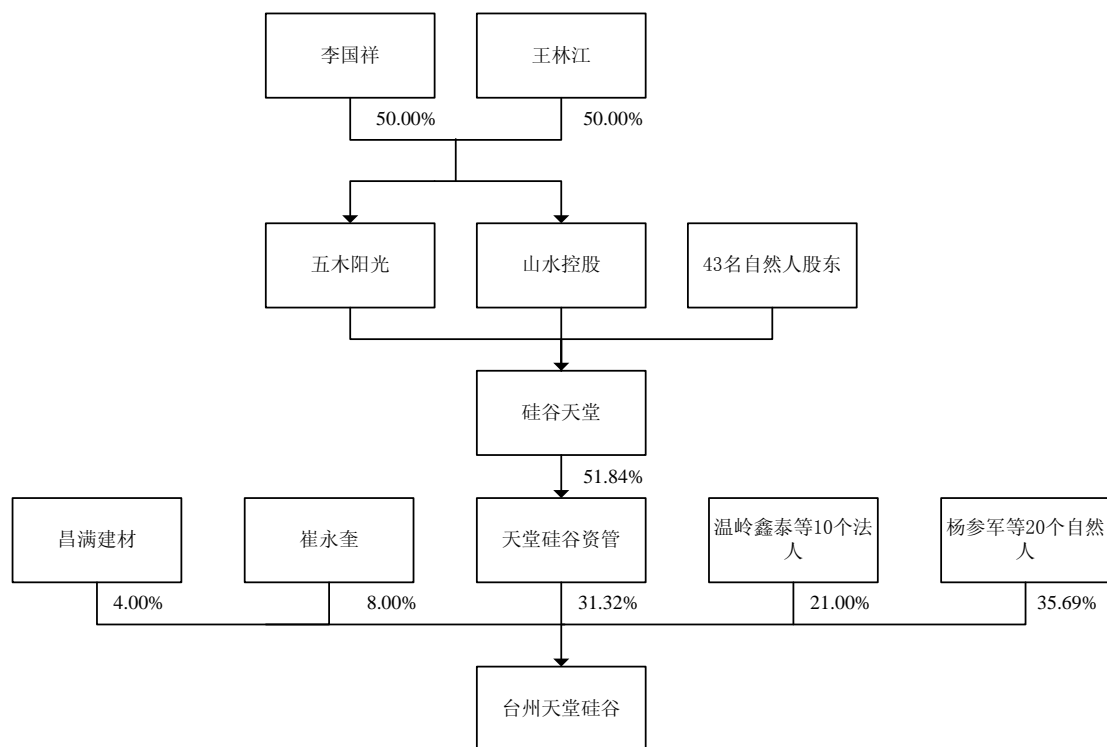 李国祥
王林江
50.00%
50.00%
五木阳光
山水控股
43名自然人股东
硅谷天堂
51.84%
昌满建材
崔永奎
天堂硅谷资管
温岭鑫泰等10个法
人
杨参军等20个自然
人
4.00%
8.00%
31.32%
21.00%
35.69%
台州天堂硅谷